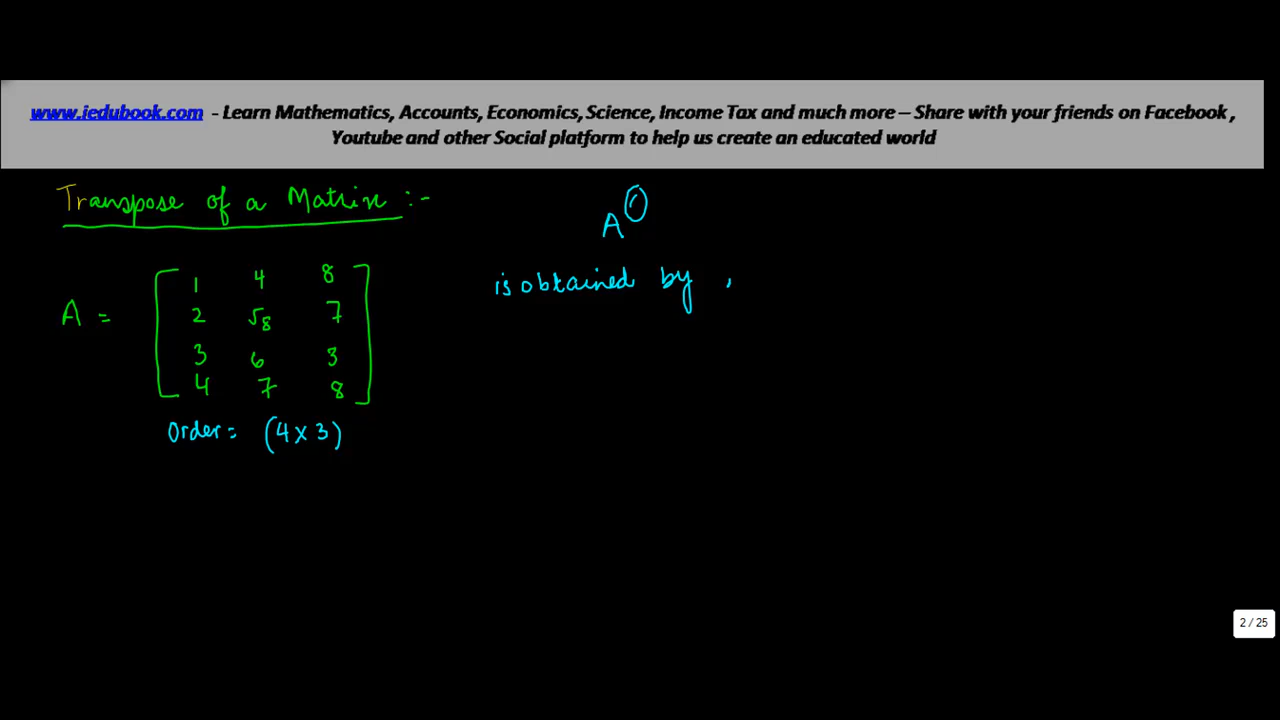 www.iedubook.com - Learn Mathematics, Accounts, Economics, Science, Income Tax and much more – Share with your friends on Facebook ,
Youtube and other Social platform to help us create an educated world
Transpose of a Matrix :-
A'
is obtained by
A = [ 1 4 8
2 √8 7
3 6 3
4 7 8 ]
Order = (4 x 3)
2 / 25